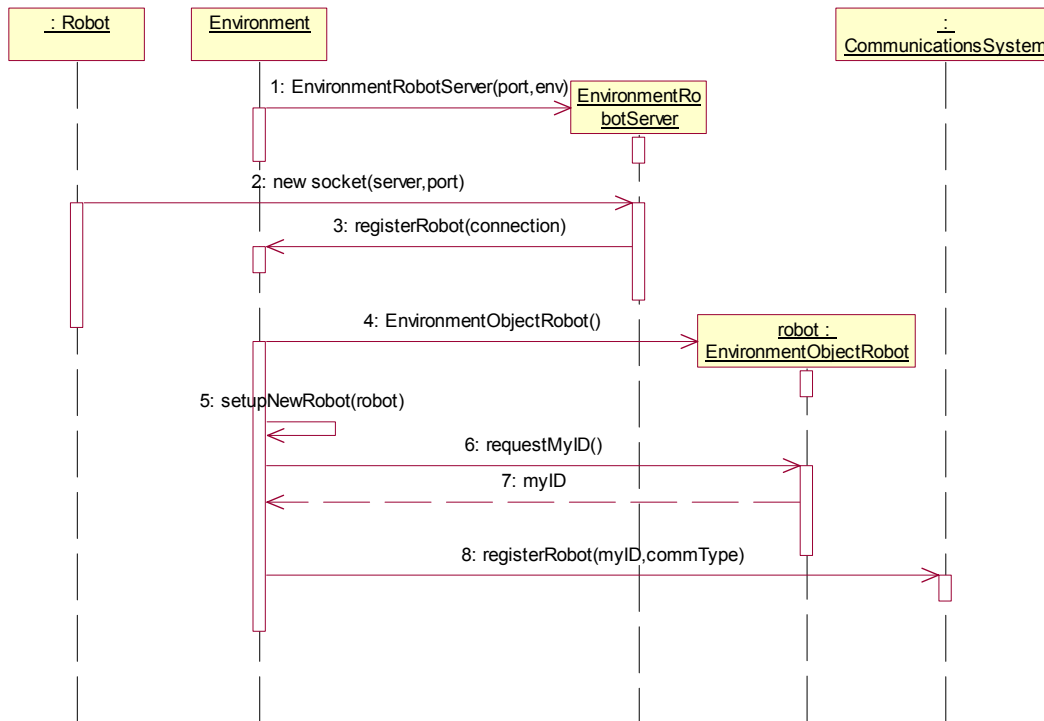 : Robot
Environment
:
CommunicationsSystem
1: EnvironmentRobotServer(port,env)
EnvironmentRo
botServer
2: new socket(server,port)
3: registerRobot(connection)
4: EnvironmentObjectRobot()
robot :
EnvironmentObjectRobot
5: setupNewRobot(robot)
6: requestMyID()
7: myID
8: registerRobot(myID,commType)